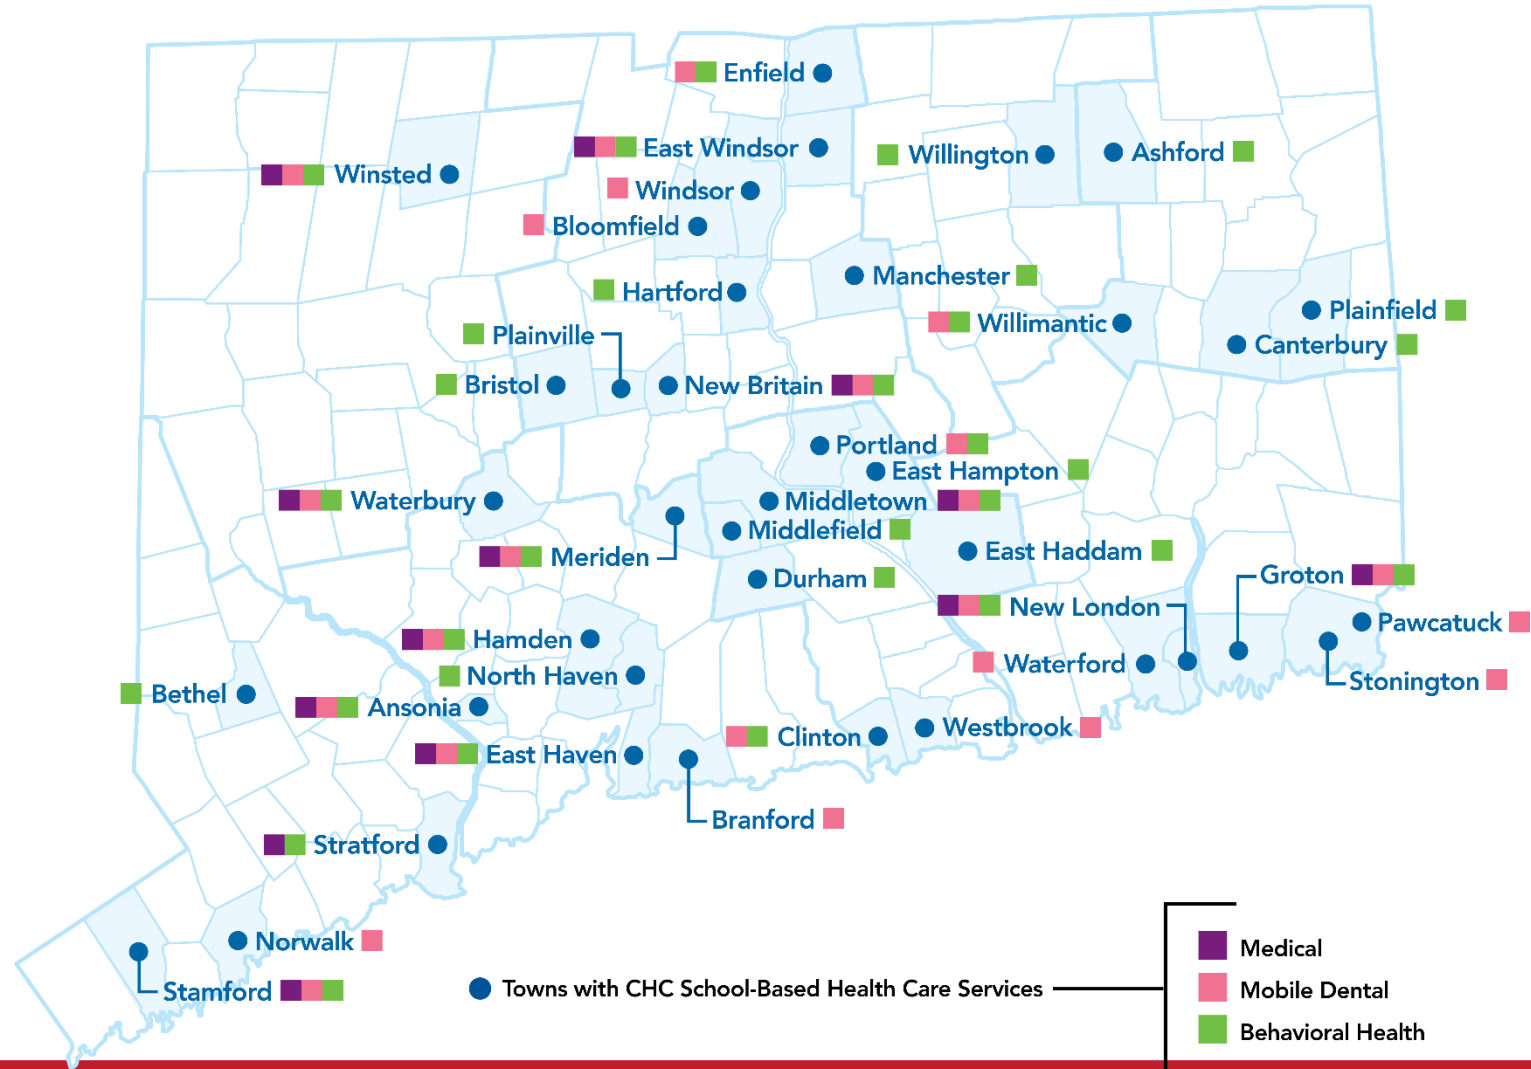 Enfield
East Windsor
Willington
Ashford
Winsted
Windsor
Bloomfield
Manchester
Hartford
Plainfield
Willimantic
Plainville
Canterbury
Bristol
New Britain
Portland
East Hampton
Waterbury
Middletown
Middlefield
Meriden
East Haddam
Durham
Groton
New London
Pawcatuck
Hamden
Waterford
North Haven
Stonington
Bethel
Ansonia
Westbrook
Clinton
East Haven
Branford
Stratford
Norwalk
Medical
Towns with CHC School-Based Health Care Services
Mobile Dental
Stamford
Behavioral Health